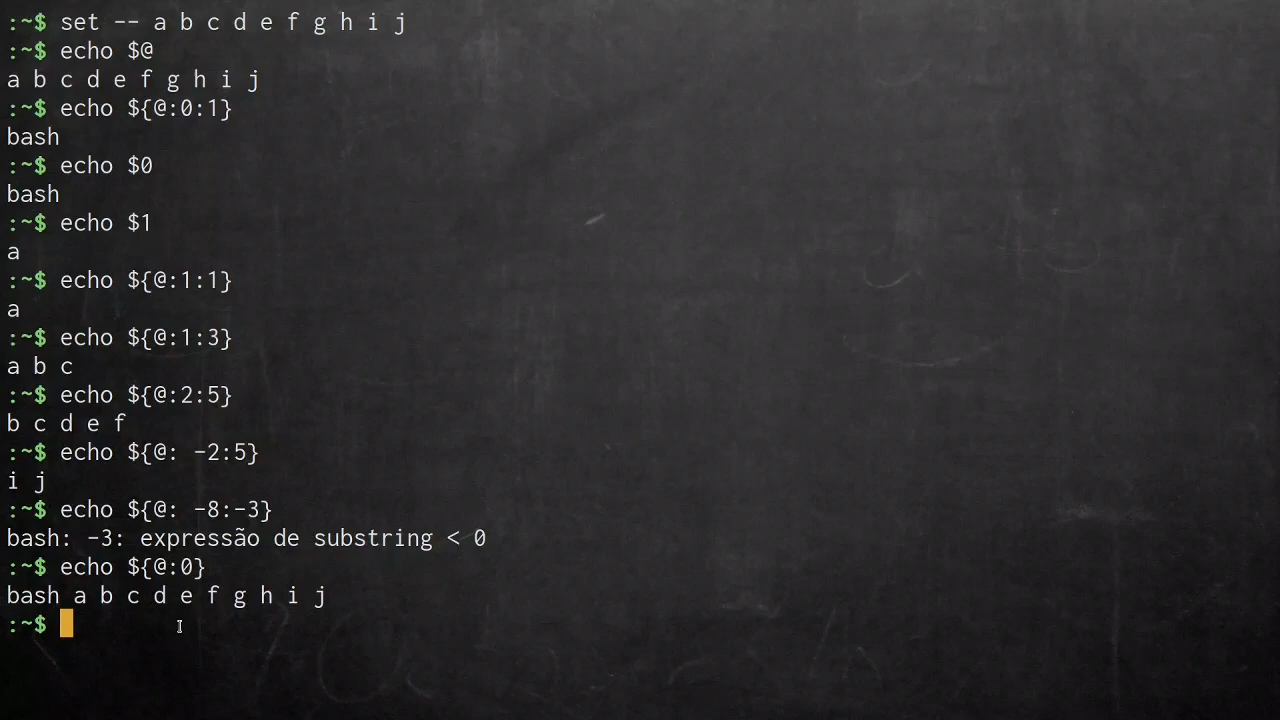 :~$ set -- a b c d e f g h i j
:~$ echo $@
a b c d e f g h i j
:~$ echo ${@:0:1}
bash
:~$ echo $0
bash
:~$ echo $1
a
:~$ echo ${@:1:1}
a
:~$ echo ${@:1:3}
a b c
:~$ echo ${@:2:5}
b c d e f
:~$ echo ${@: -2:5}
i j
:~$ echo ${@: -8:-3}
bash: -3: expressão de substring < 0
:~$ echo ${@:0}
bash a b c d e f g h i j
:~$